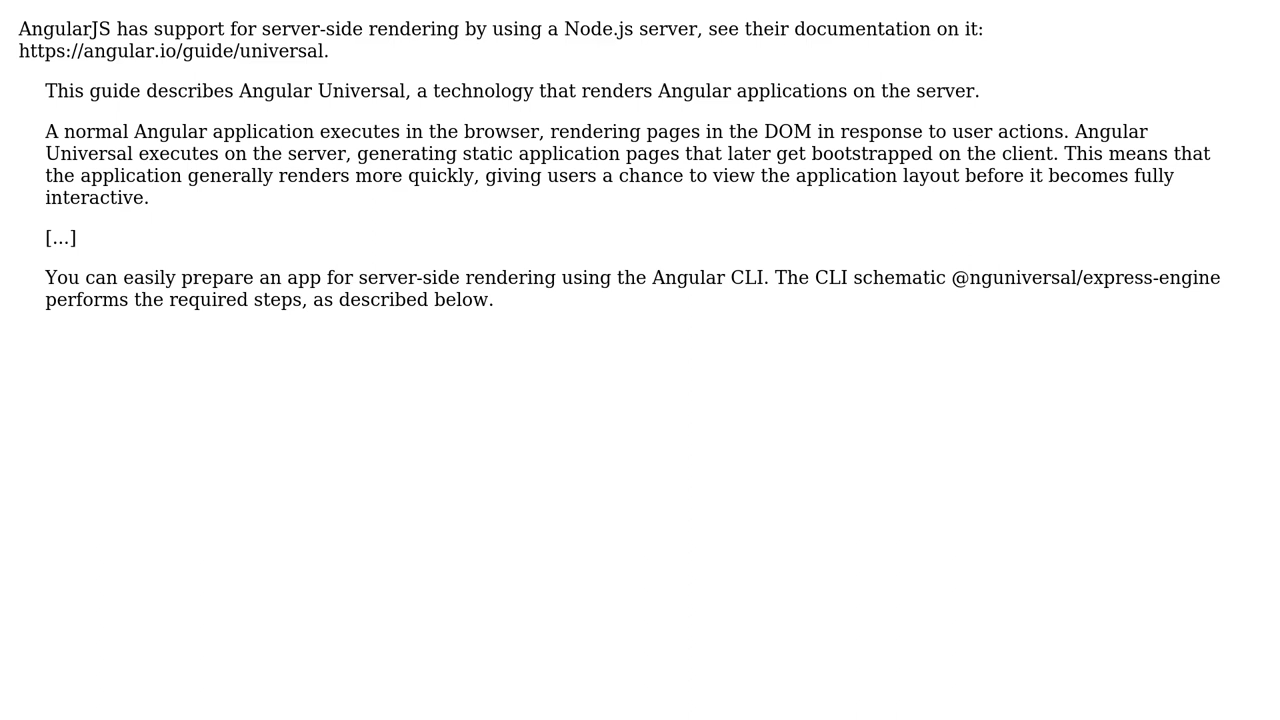 AngularJS has support for server-side rendering by using a Node.js server, see their documentation on it:
https://angular.io/guide/universal.
This guide describes Angular Universal, a technology that renders Angular applications on the server.
A normal Angular application executes in the browser, rendering pages in the DOM in response to user actions. Angular
Universal executes on the server, generating static application pages that later get bootstrapped on the client. This means that
the application generally renders more quickly, giving users a chance to view the application layout before it becomes fully
interactive.
[...]
You can easily prepare an app for server-side rendering using the Angular CLI. The CLI schematic @nguniversal/express-engine
performs the required steps, as described below.